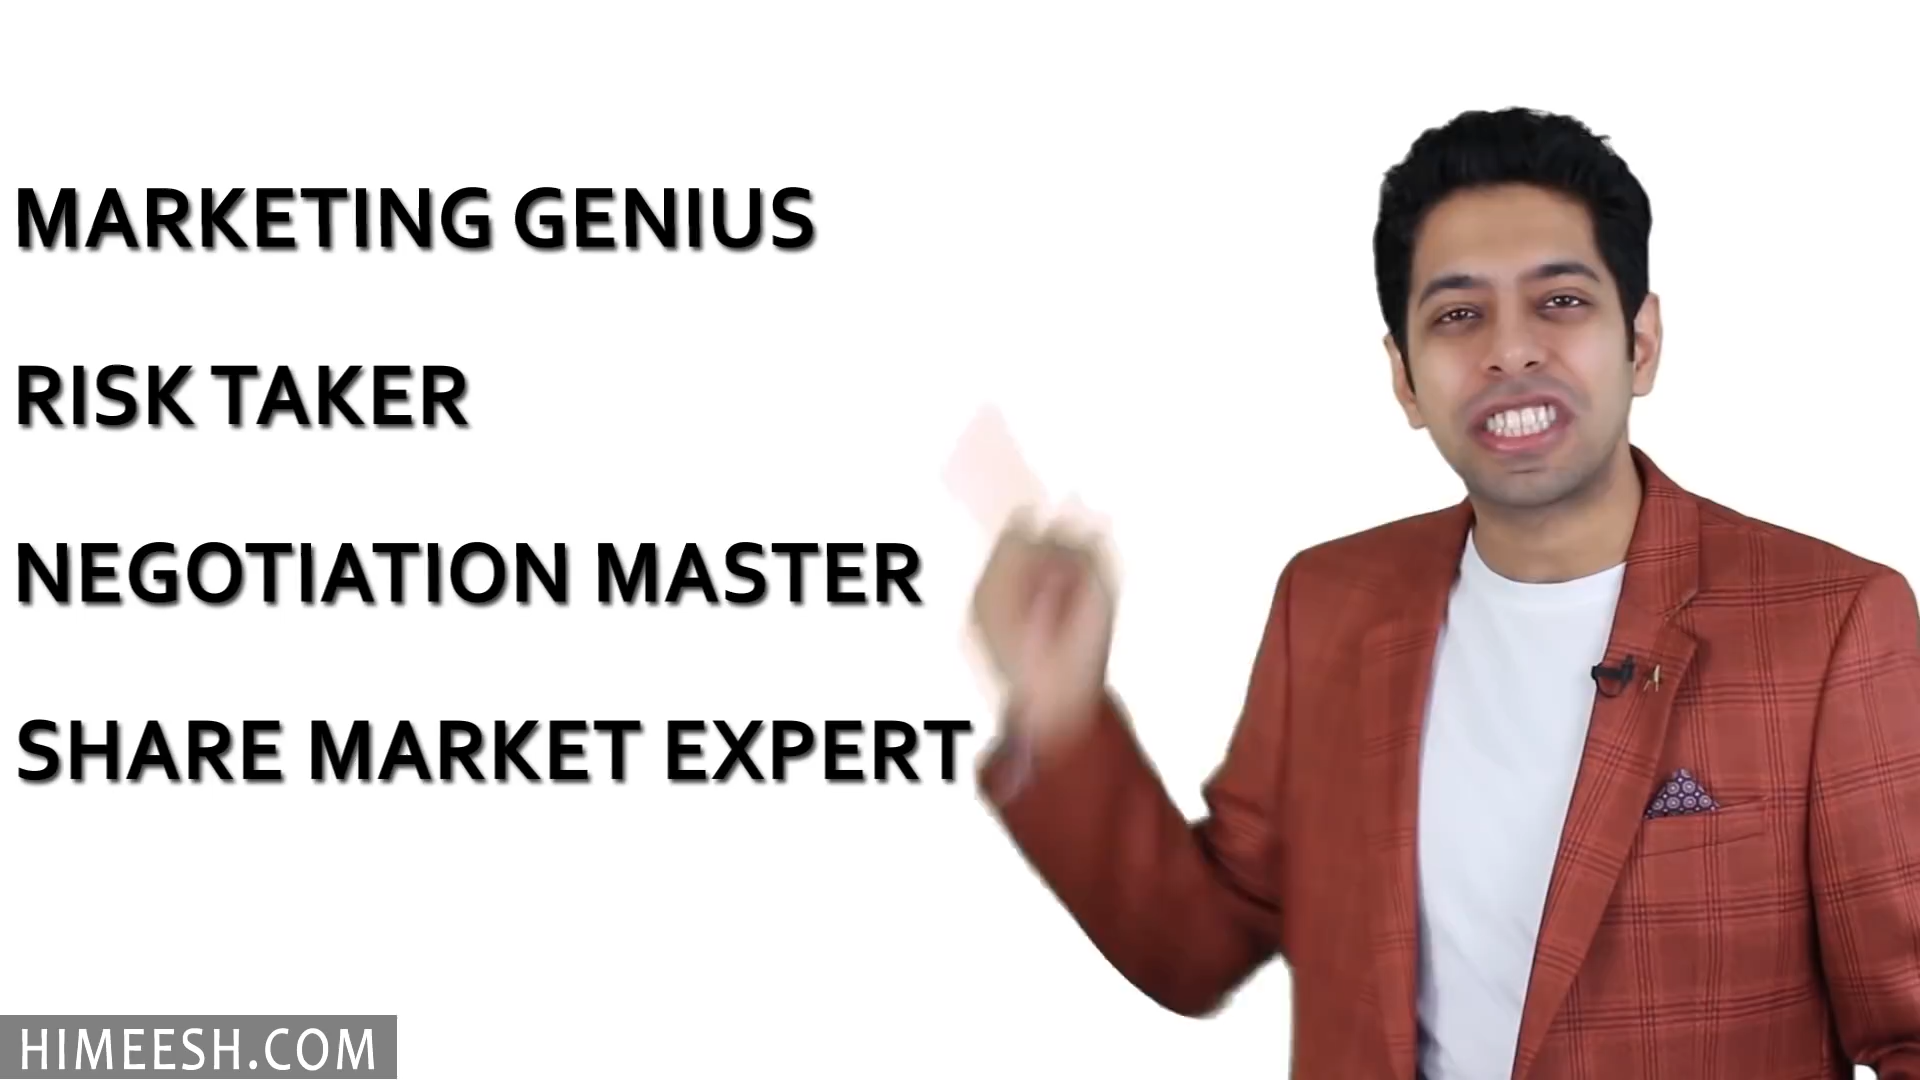 MARKETING GENIUS
RISK TAKER
NEGOTIATION MASTER
SHARE MARKET EXPERT
HIMEESH.COM